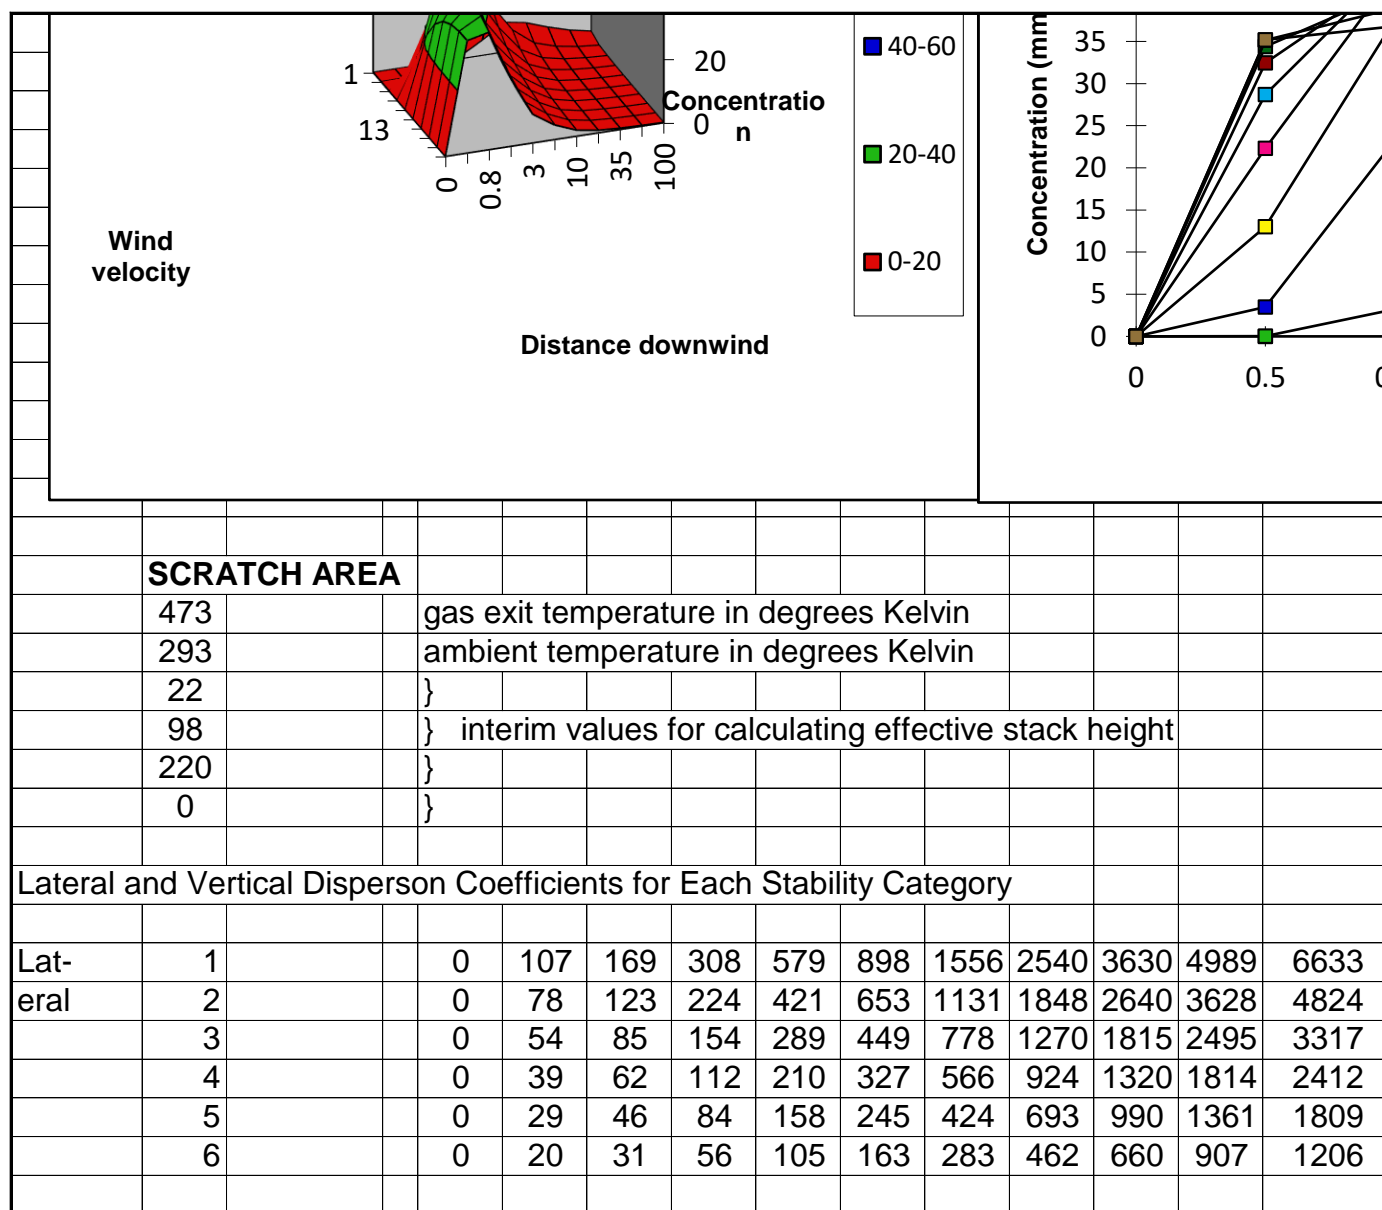 40-60
20-40
0-20
20
0
Concentratio
n
1
13
0 0.8 3 10 35 100
Wind
velocity
Distance downwind
Concentration (mm
35
30
25
20
15
10
5
0
0 0.5
SCRATCH AREA
473 gas exit temperature in degrees Kelvin
293 ambient temperature in degrees Kelvin
22 }
98 } interim values for calculating effective stack height
220 }
0 }
Lateral and Vertical Disperson Coefficients for Each Stability Category
Lat- 1 0 107 169 308 579 898 1556 2540 3630 4989 6633
eral 2 0 78 123 224 421 653 1131 1848 2640 3628 4824
3 0 54 85 154 289 449 778 1270 1815 2495 3317
4 0 39 62 112 210 327 566 924 1320 1814 2412
5 0 29 46 84 158 245 424 693 990 1361 1809
6 0 20 31 56 105 163 283 462 660 907 1206